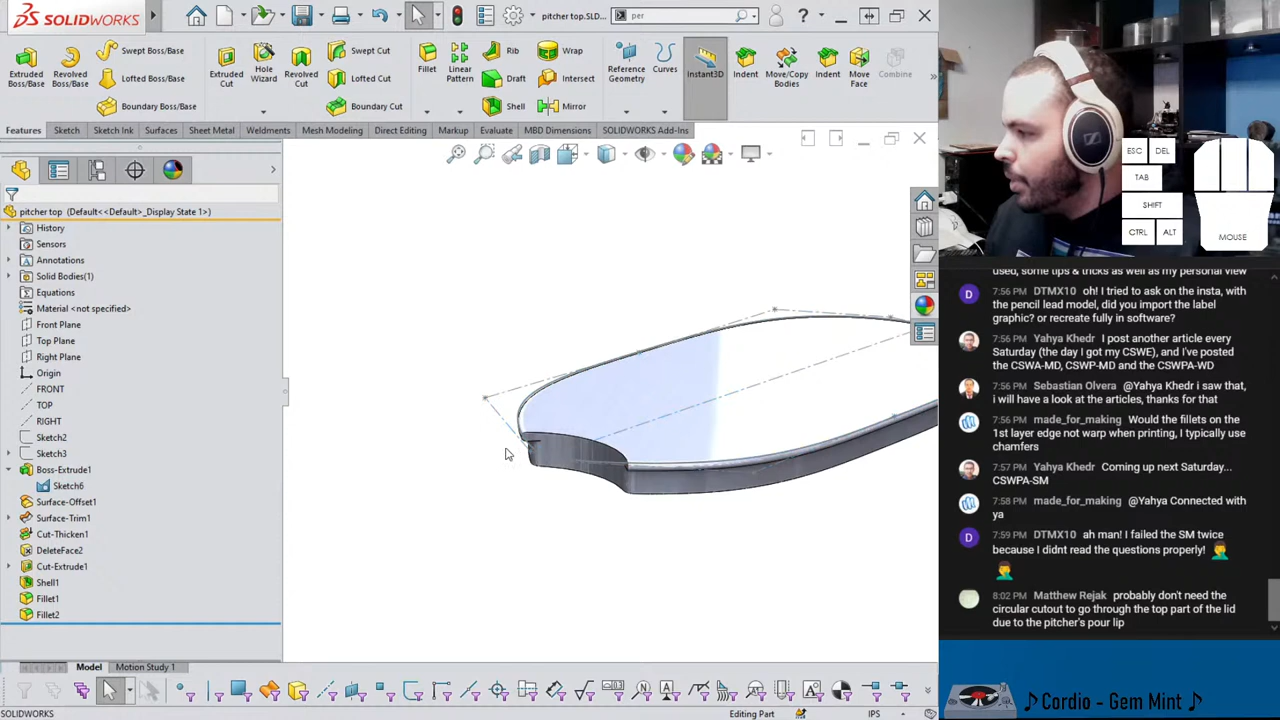 SOLIDWORKS
pitcher top.SLD...
per
Extruded Boss/Base
Revolved Boss/Base
Swept Boss/Base
Lofted Boss/Base
Boundary Boss/Base
Extruded Cut
Hole Wizard
Revolved Cut
Swept Cut
Lofted Cut
Boundary Cut
Fillet
Linear Pattern
Rib
Draft
Shell
Wrap
Intersect
Mirror
Reference Geometry
Curves
Instant3D
Indent
Move/Copy Bodies
Indent
Move Face
Combine
Features
Sketch
Sketch Ink
Surfaces
Sheet Metal
Weldments
Mesh Modeling
Direct Editing
Markup
Evaluate
MBD Dimensions
SOLIDWORKS Add-Ins
pitcher top (Default<<Default>_Display State 1>)
History
Sensors
Annotations
Solid Bodies(1)
Equations
Material <not specified>
Front Plane
Top Plane
Right Plane
Origin
FRONT
TOP
RIGHT
Sketch2
Sketch3
Boss-Extrude1
Sketch6
Surface-Offset1
Surface-Trim1
Cut-Thicken1
DeleteFace2
Cut-Extrude1
Shell1
Fillet1
Fillet2
Model
Motion Study 1
SOLIDWORKS
Editing Part
IPS
ESC
DEL
TAB
SHIFT
CTRL
ALT
MOUSE
used, some tips & tricks as well as my personal view
7:56 PM DTMX10 oh! I tried to ask on the insta, with
the pencil lead model, did you import the label
graphic? or recreate fully in software?
7:56 PM Yahya Khedr I post another article every
Saturday (the day I got my CSWE), and I've posted
the CSWA-MD, CSWP-MD and the CSWPA-WD
7:56 PM Sebastian Olvera @Yahya Khedr i saw that,
i will have a look at the articles, thanks for that
7:56 PM made_for_making Would the fillets on the
1st layer edge not warp when printing, I typically use
chamfers
7:57 PM Yahya Khedr Coming up next Saturday...
CSWPA-SM
7:58 PM made_for_making @Yahya Connected with
ya
7:59 PM DTMX10 ah man! I failed the SM twice
because I didnt read the questions properly!
8:02 PM Matthew Rejak probably don't need the
circular cutout to go through the top part of the lid
due to the pitcher's pour lip
♪ Cordio - Gem Mint ♪